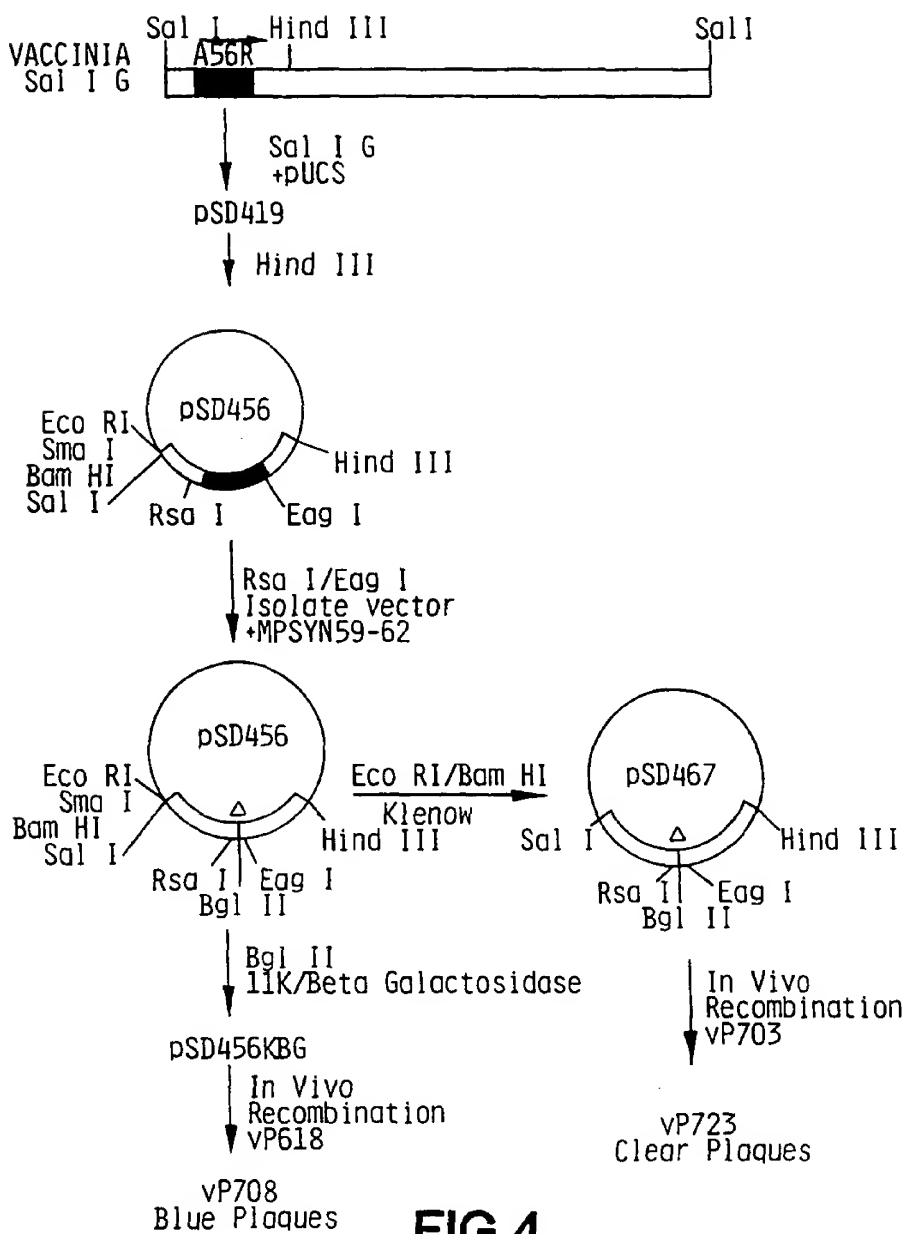 Sal I
Hind III
Sal I
VACCINIA
Sal I G
A56R
Sal I G
+pUCS
pSD419
Hind III
pSD456
Eco RI
Sma I
Bam HI
Sal I
Rsa I
Eag I
Hind III
Rsa I/Eag I
Isolate vector
+MPSYN59-62
pSD456
Eco RI
Sma I
Bam HI
Sal I
Δ
Rsa I
Eag I
Bgl II
Hind III
Eco RI/Bam HI
Klenow
pSD467
Sal I
Δ
Hind III
Rsa I
Eag I
Bgl II
Bgl II
11K/Beta Galactosidase
pSD456KBG
In Vivo
Recombination
vP618
vP708
Blue Plaques
In Vivo
Recombination
vP703
vP723
Clear Plaques
FIG.4